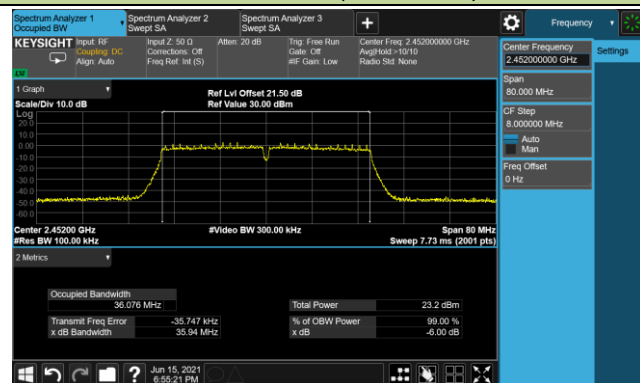 Spectrum Analyzer 1
Occupied BW
Spectrum Analyzer 2
Swept SA
Spectrum Analyzer 3
Swept SA
+
Frequency
KEYSIGHT
Input: RF
Coupling: DC
Align: Auto
Input Z: 50 Ω
Corrections: Off
Freq Ref: Int (S)
Atten: 20 dB
Trig: Free Run
Gate: Off
#IF Gain: Low
Center Freq: 2.452000000 GHz
Avg|Hold:>10/10
Radio Std: None
Center Frequency
2.452000000 GHz
Settings
Span
80.000 MHz
CF Step
8.000000 MHz
Auto
Man
Freq Offset
0 Hz
1 Graph
Scale/Div 10.0 dB
Ref Lvl Offset 21.50 dB
Ref Value 30.00 dBm
Log
20.0
10.0
0.00
-10.0
-20.0
-30.0
-40.0
-50.0
-60.0
Center 2.45200 GHz
#Res BW 100.00 kHz
#Video BW 300.00 kHz
Span 80 MHz
Sweep 7.73 ms (2001 pts)
2 Metrics
Occupied Bandwidth
36.076 MHz
Total Power 23.2 dBm
Transmit Freq Error -35.747 kHz
% of OBW Power 99.00 %
x dB Bandwidth 35.94 MHz
x dB -6.00 dB
?
Jun 15, 2021
6:55:21 PM